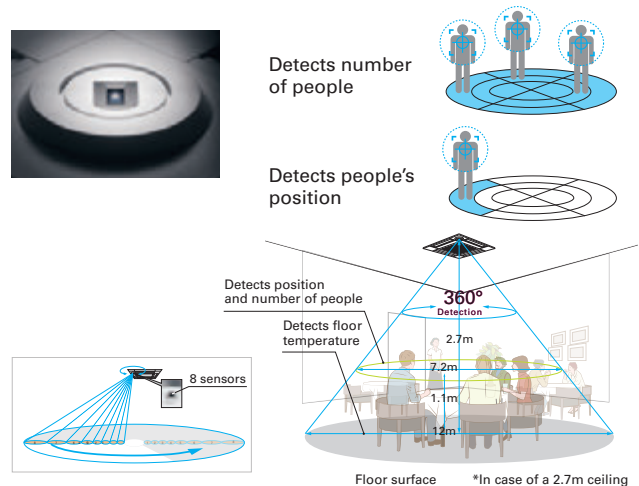 Detects number
of people
Detects people's
position
Detects position
and number of people
360°
Detection
Detects floor
temperature
2.7m
7.2m
1.1m
12m
8 sensors
Floor surface
*In case of a 2.7m ceiling